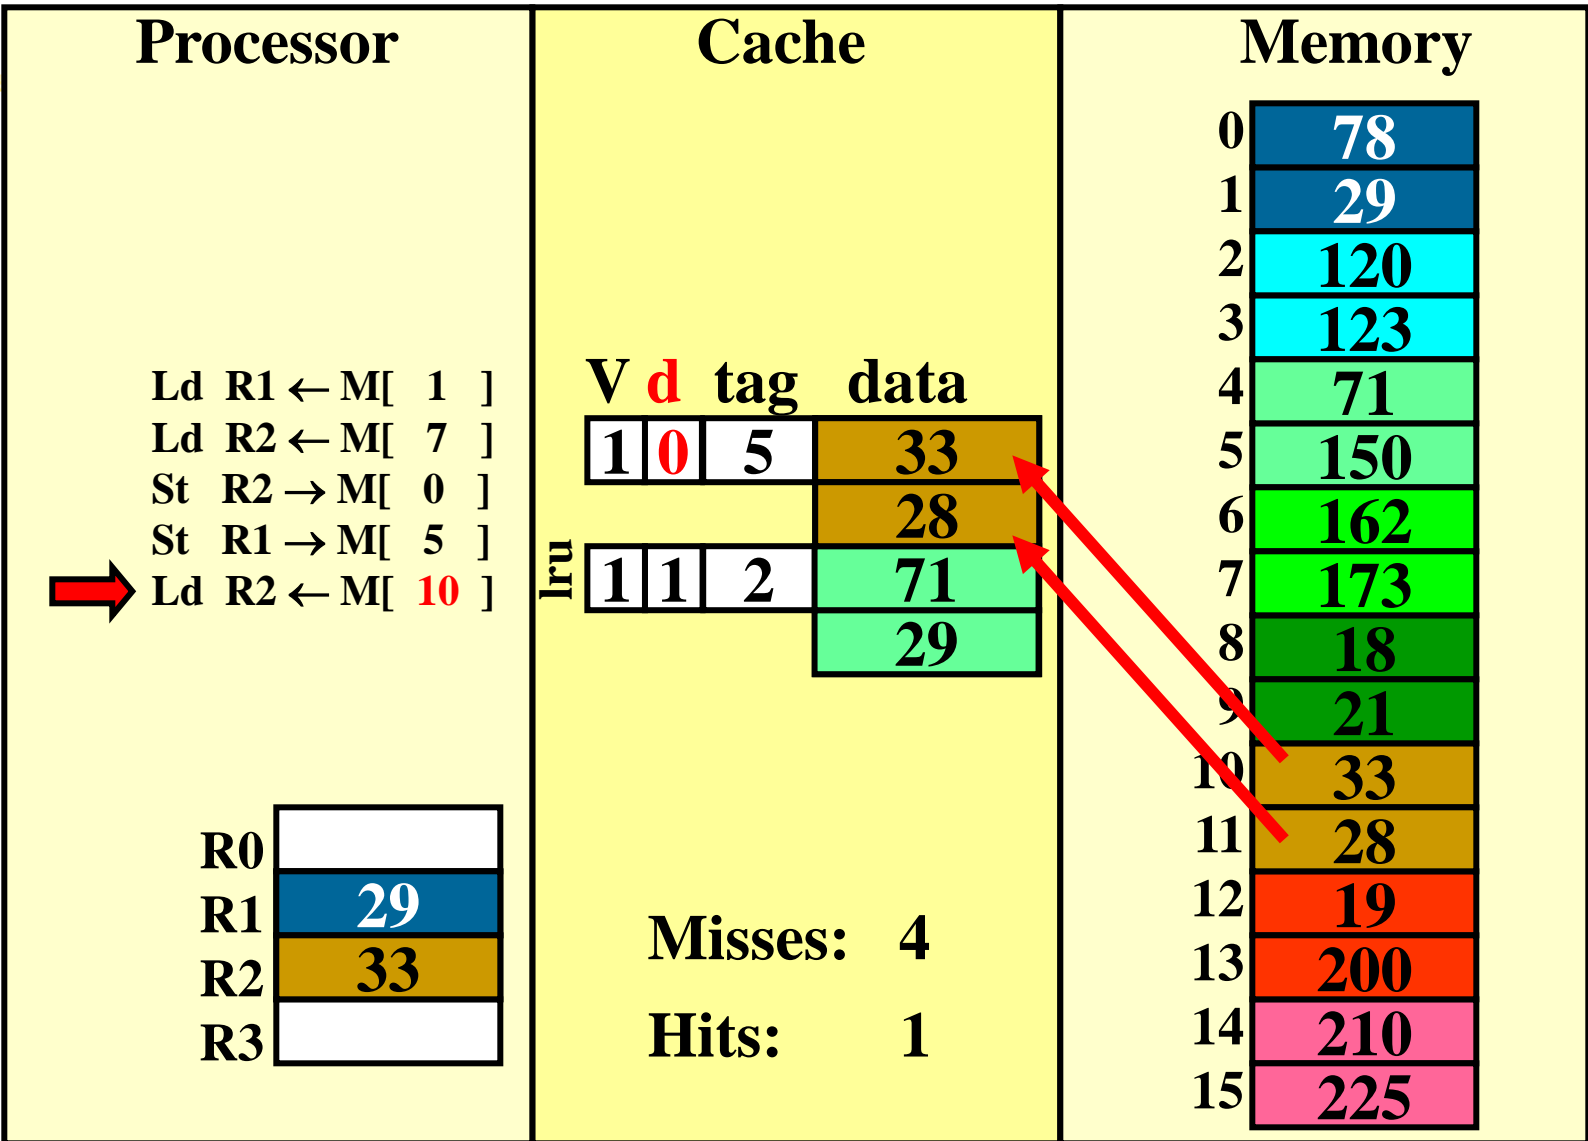 Processor
Ld R1 ← M[ 1 ]
Ld R2 ← M[ 7 ]
St R2 → M[ 0 ]
St R1 → M[ 5 ]
Ld R2 ← M[ 10 ]
R0
R1 29
R2 33
R3
Cache
V d tag data
1 0 5 33
28
lru
1 1 2 71
29
Misses: 4
Hits: 1
Memory
0 78
1 29
2 120
3 123
4 71
5 150
6 162
7 173
8 18
9 21
10 33
11 28
12 19
13 200
14 210
15 225